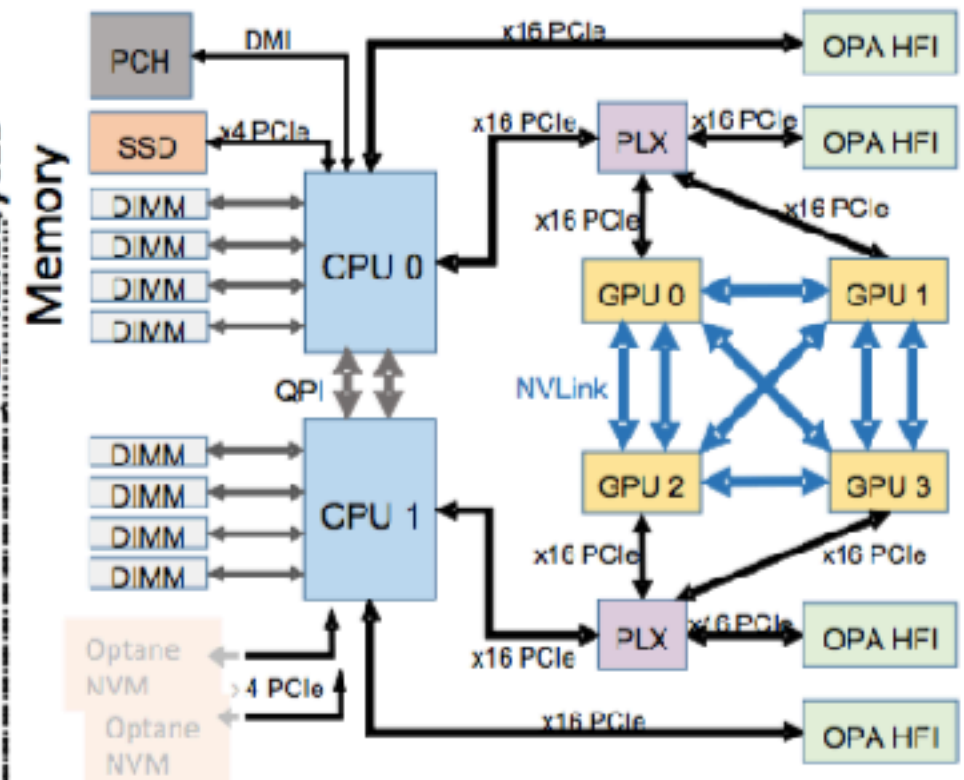 Memory
PCH
DMI
x16 PCIe
OPA HFI
SSD
x4 PCIe
x16 PCIe
PLX
x16 PCIe
OPA HFI
DIMM
DIMM
DIMM
DIMM
CPU 0
x16 PCIe
x16 PCIe
GPU 0
GPU 1
QPI
NVLink
DIMM
DIMM
DIMM
DIMM
CPU 1
GPU 2
GPU 3
x16 PCIe
x16 PCIe
PLX
x16 PCIe
OPA HFI
x16 PCIe
Optane
NVM
4 PCIe
Optane
NVM
x16 PCIe
OPA HFI